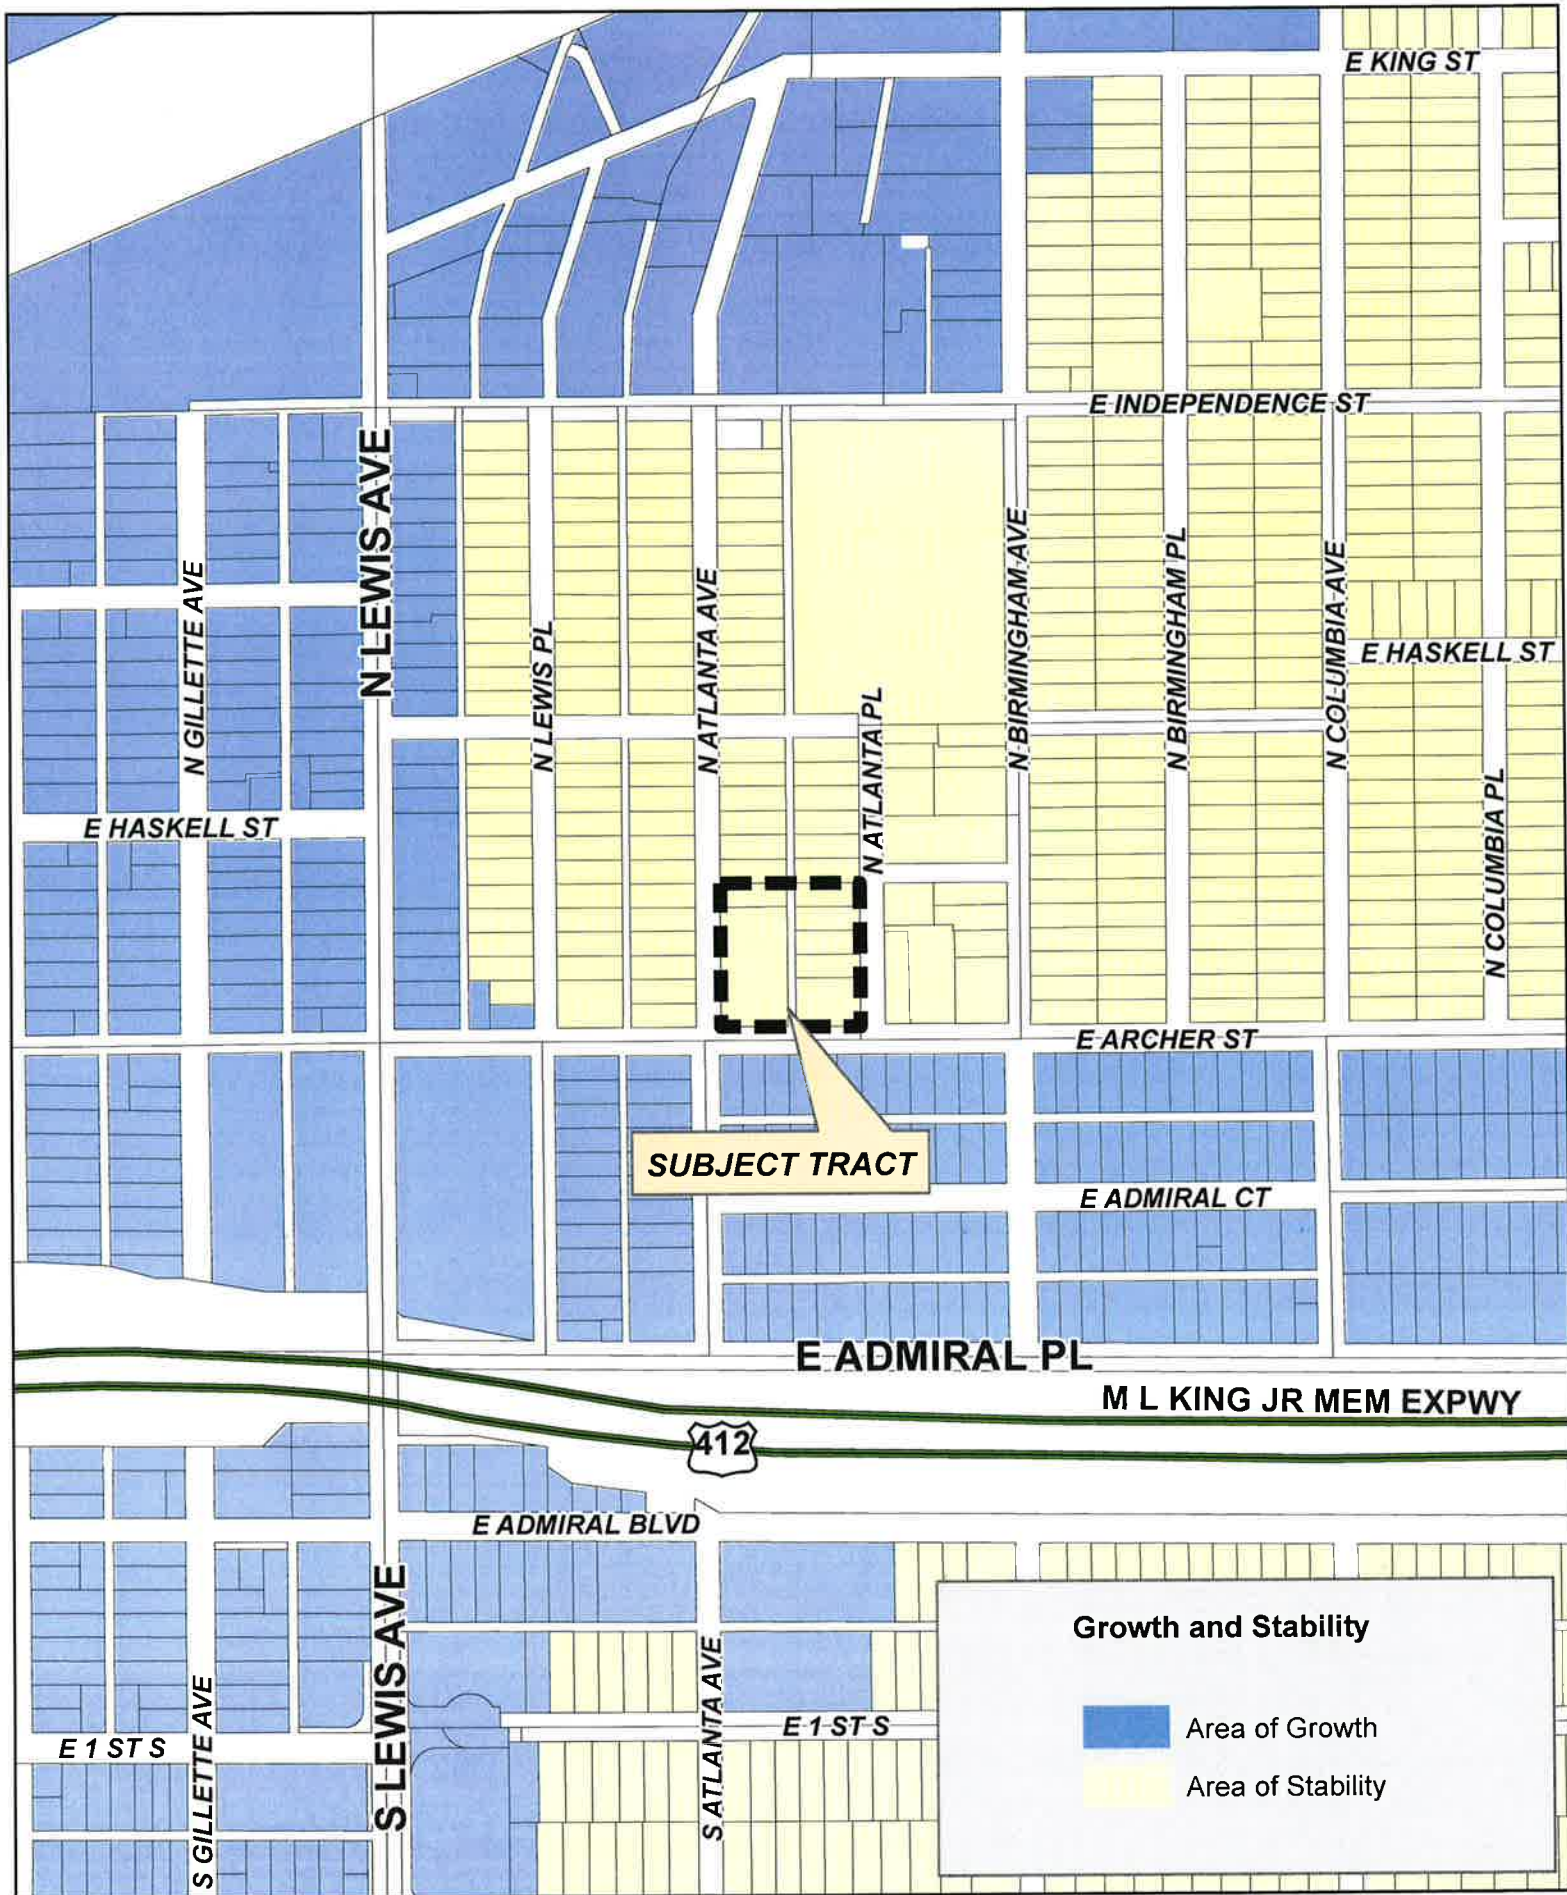 E KING ST
E INDEPENDENCE ST
N LEWIS AVE
N GILLETTE AVE
N LEWIS PL
N ATLANTA AVE
N ATLANTA PL
N BIRMINGHAM AVE
N BIRMINGHAM PL
N COLUMBIA AVE
E HASKELL ST
N COLUMBIA PL
E HASKELL ST
E ARCHER ST
SUBJECT TRACT
E ADMIRAL CT
E ADMIRAL PL
M L KING JR MEM EXPWY
412
E ADMIRAL BLVD
S LEWIS AVE
S GILLETTE AVE
S ATLANTA AVE
E 1 ST S
E 1 ST S
Growth and Stability
Area of Growth
Area of Stability